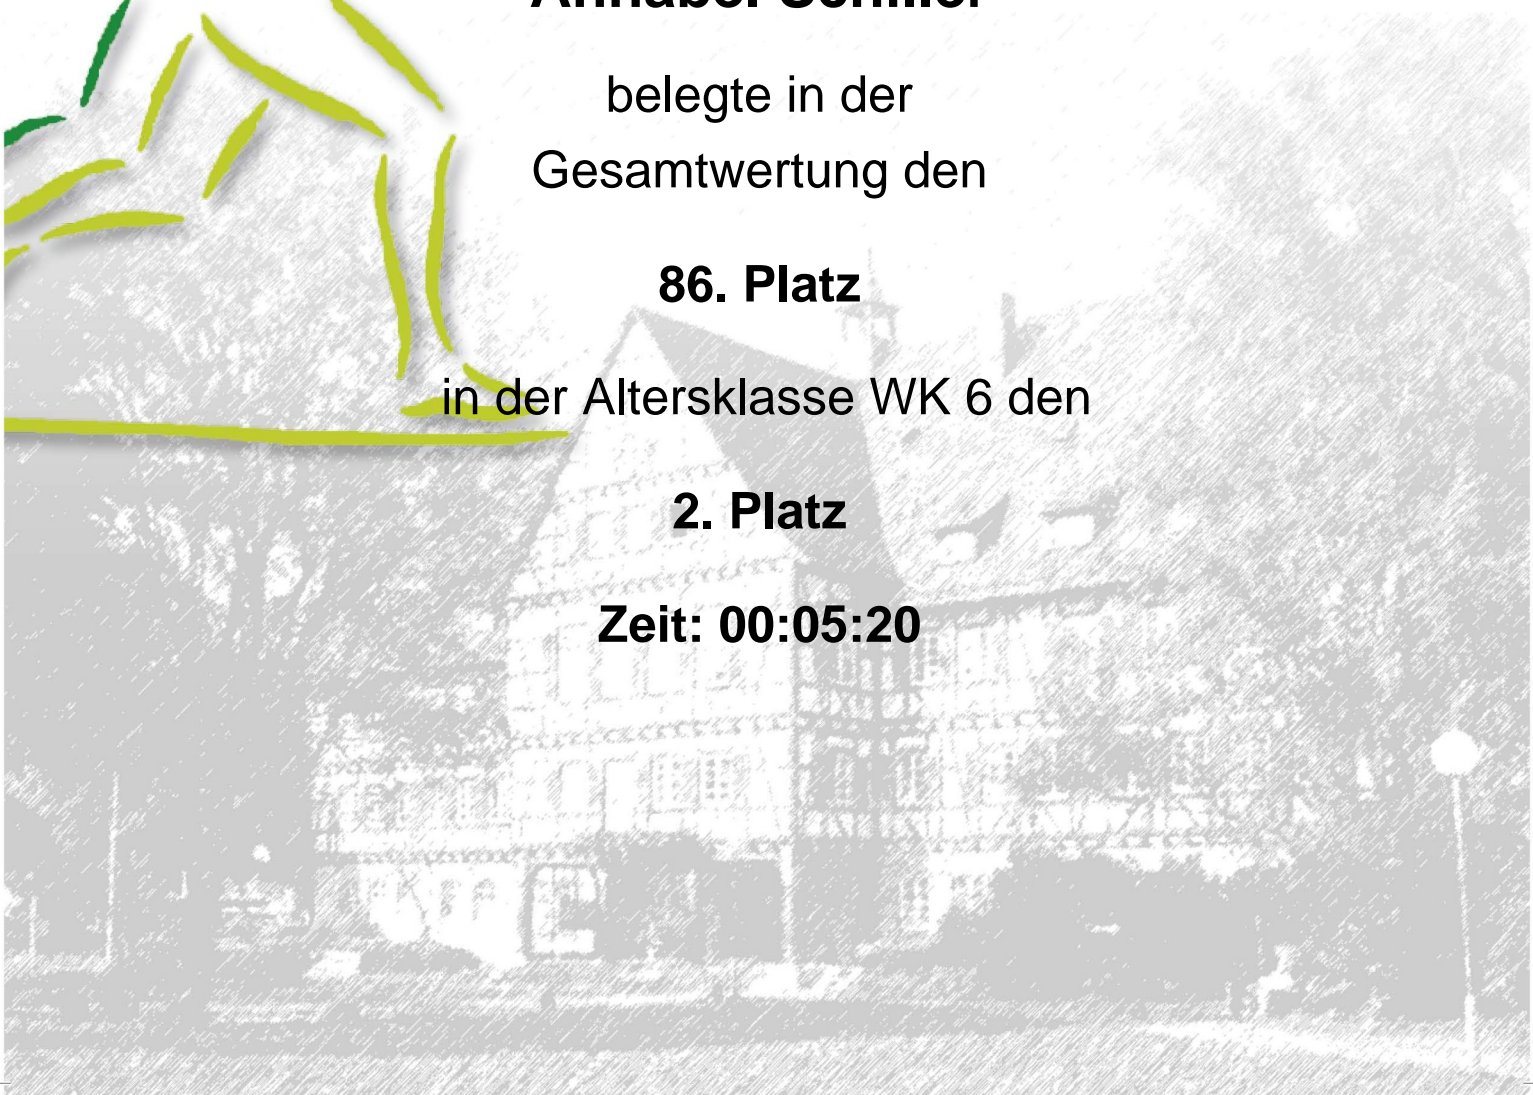 belegte in der
Gesamtwertung den
86. Platz
in der Altersklasse WK 6 den
2. Platz
Zeit: 00:05:20